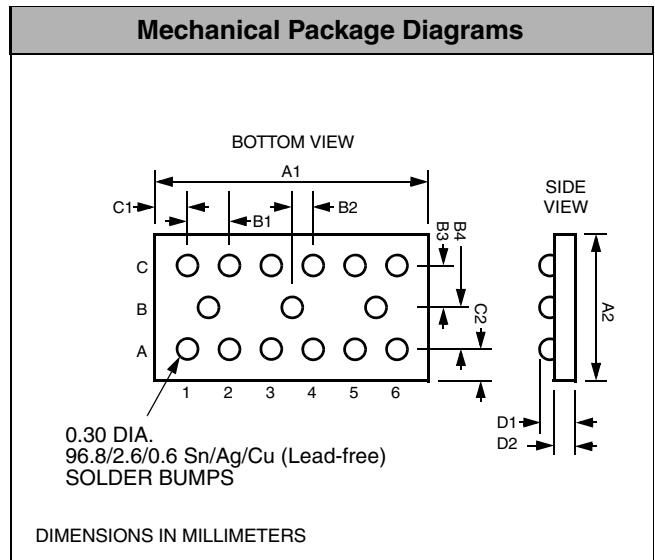 Mechanical Package Diagrams
BOTTOM VIEW
A1
SIDE
VIEW
C1
B1
B2
B3
B4
C
B
A
C2
A2
1 2 3 4 5 6
D1
D2
0.30 DIA.
96.8/2.6/0.6 Sn/Ag/Cu (Lead-free)
SOLDER BUMPS
DIMENSIONS IN MILLIMETERS